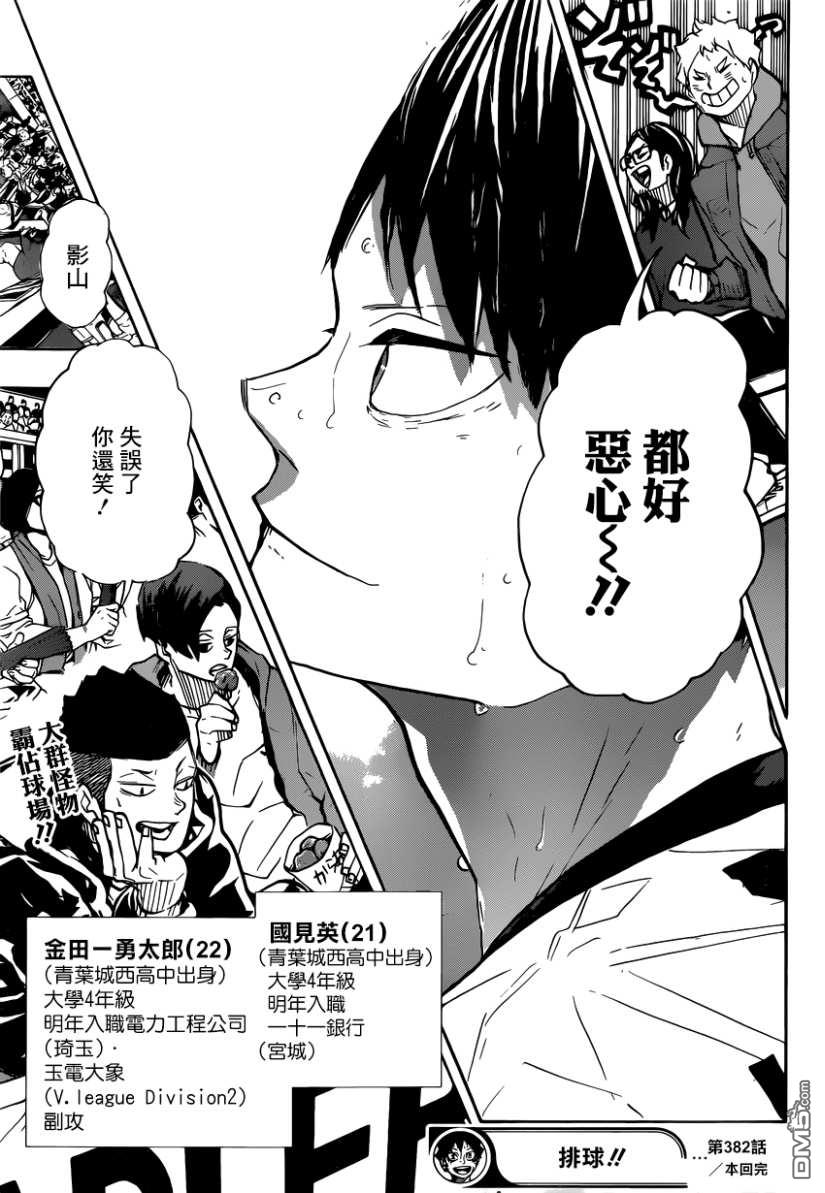 都好
惡心~!!
影山
失誤了
你還笑!
大群怪物
霸佔球場!!
國見英(21)
(青葉城西高中出身)
大學4年級
明年入職
一十一銀行
(宮城)
金田一勇太郎(22)
(青葉城西高中出身)
大學4年級
明年入職電力工程公司
(琦玉)·
玉電大象
(V.league Division2)
副攻
排球!!
...第382話
/本回完
DM5.com